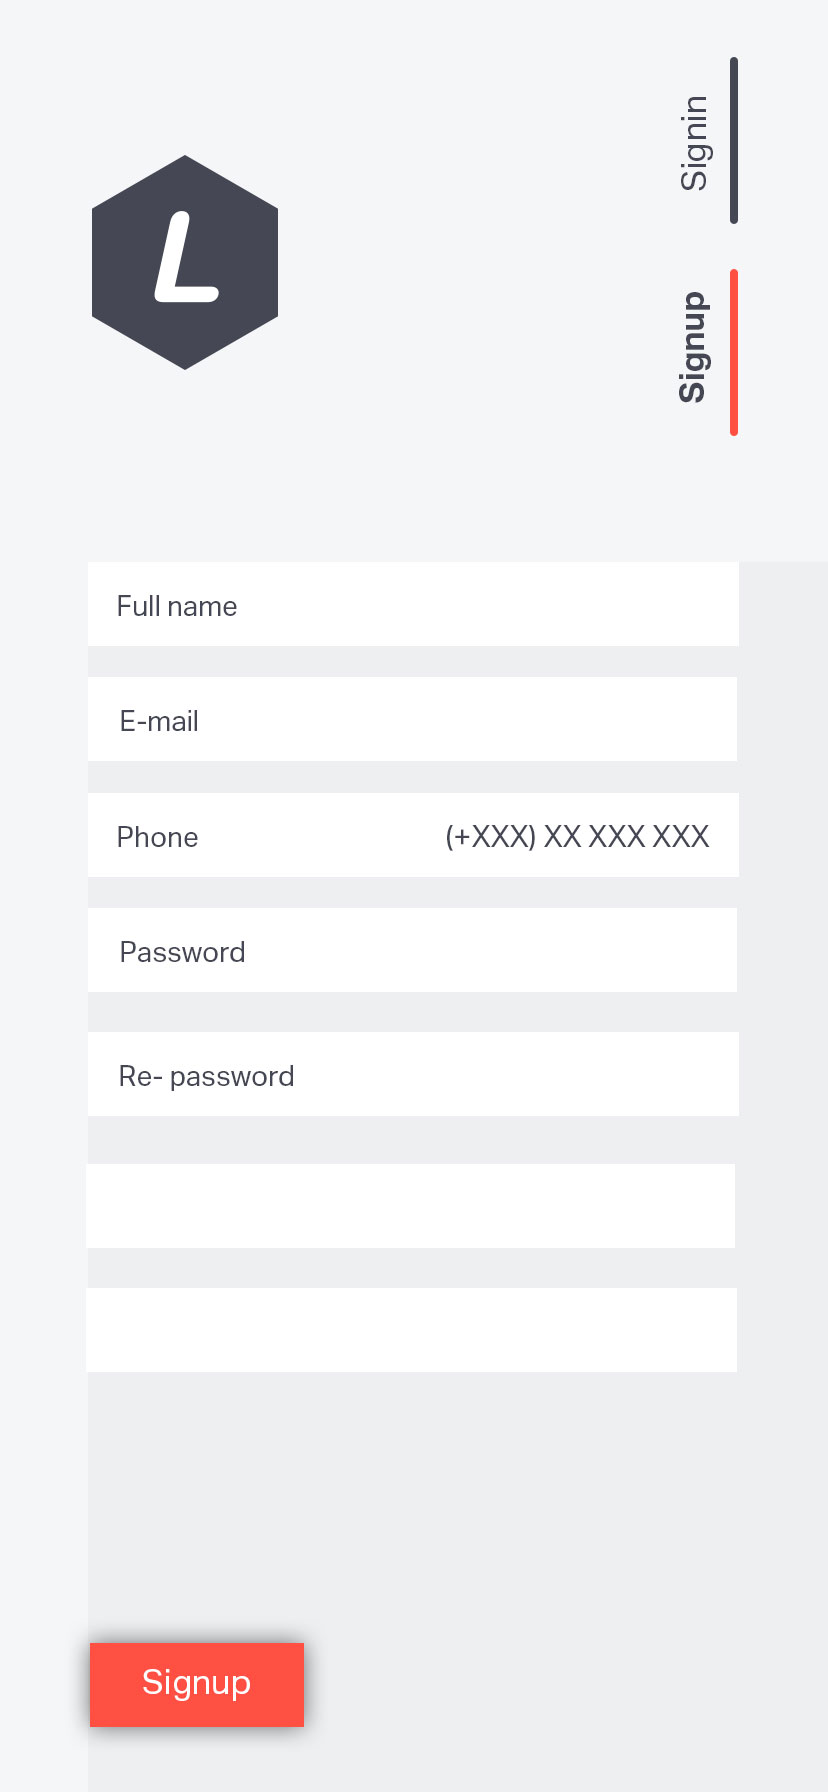 Signin
L
Signup
Full name
E-mail
Phone (+XXX) XX XXX XXX
Password
Re- password
Signup